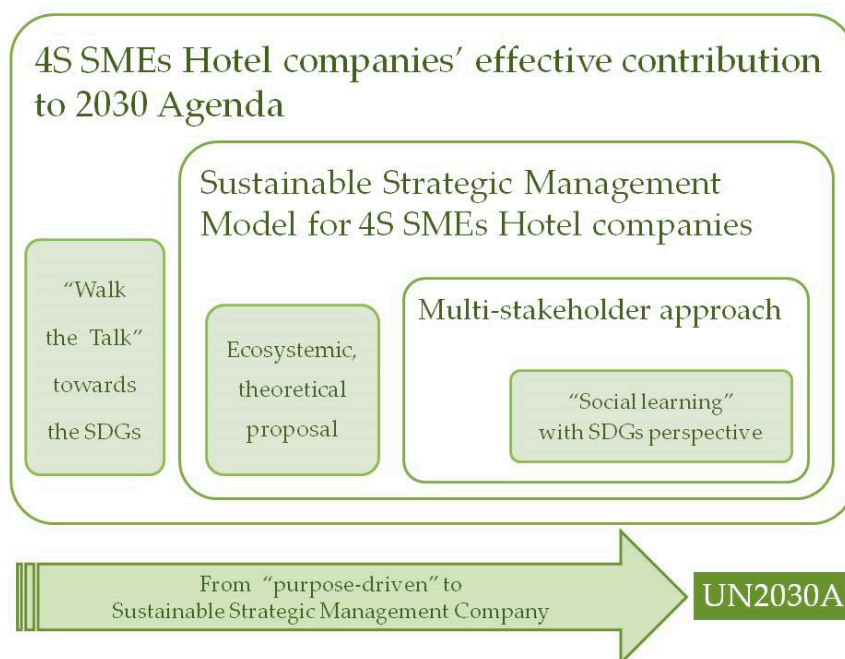 4S SMEs Hotel companies’ effective contribution
to 2030 Agenda
Sustainable Strategic Management
Model for 4S SMEs Hotel companies
“Walk
the Talk”
towards
the SDGs
Ecosystemic,
theoretical
proposal
Multi-stakeholder approach
“Social learning”
with SDGs perspective
From “purpose-driven” to
Sustainable Strategic Management Company
UN2030A